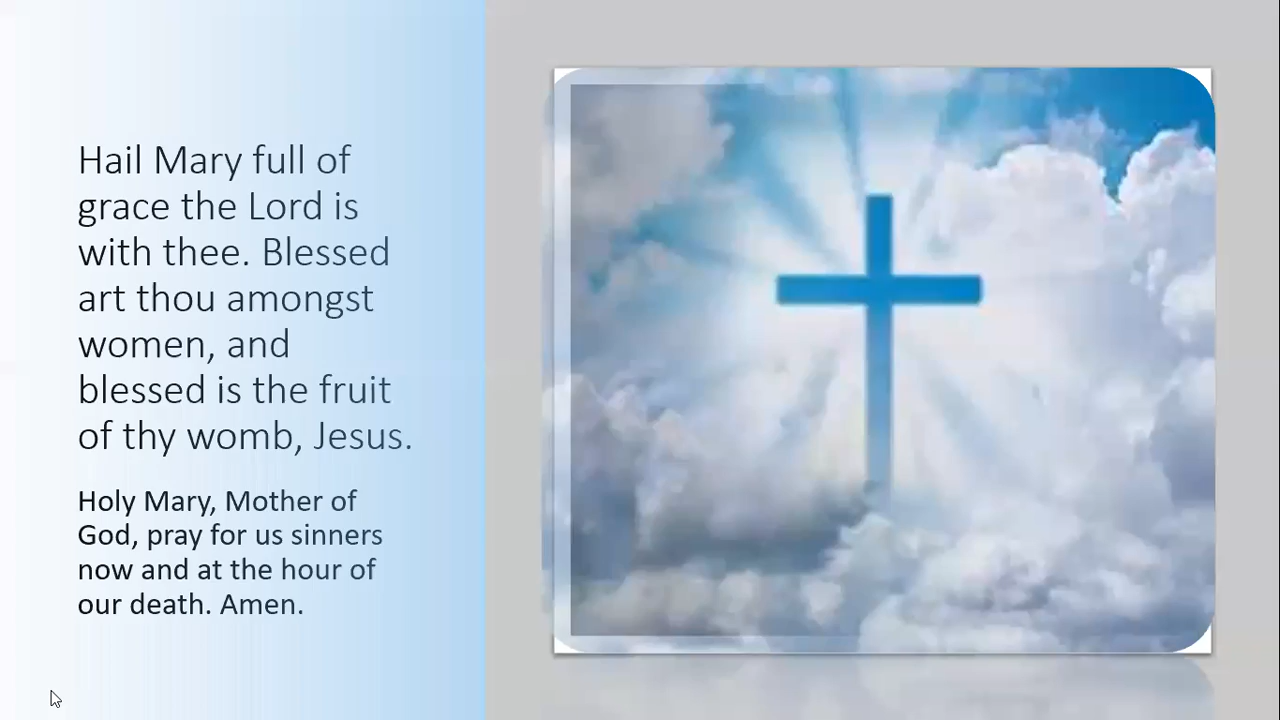 Hail Mary full of
grace the Lord is
with thee. Blessed
art thou amongst
women, and
blessed is the fruit
of thy womb, Jesus.
Holy Mary, Mother of
God, pray for us sinners
now and at the hour of
our death. Amen.